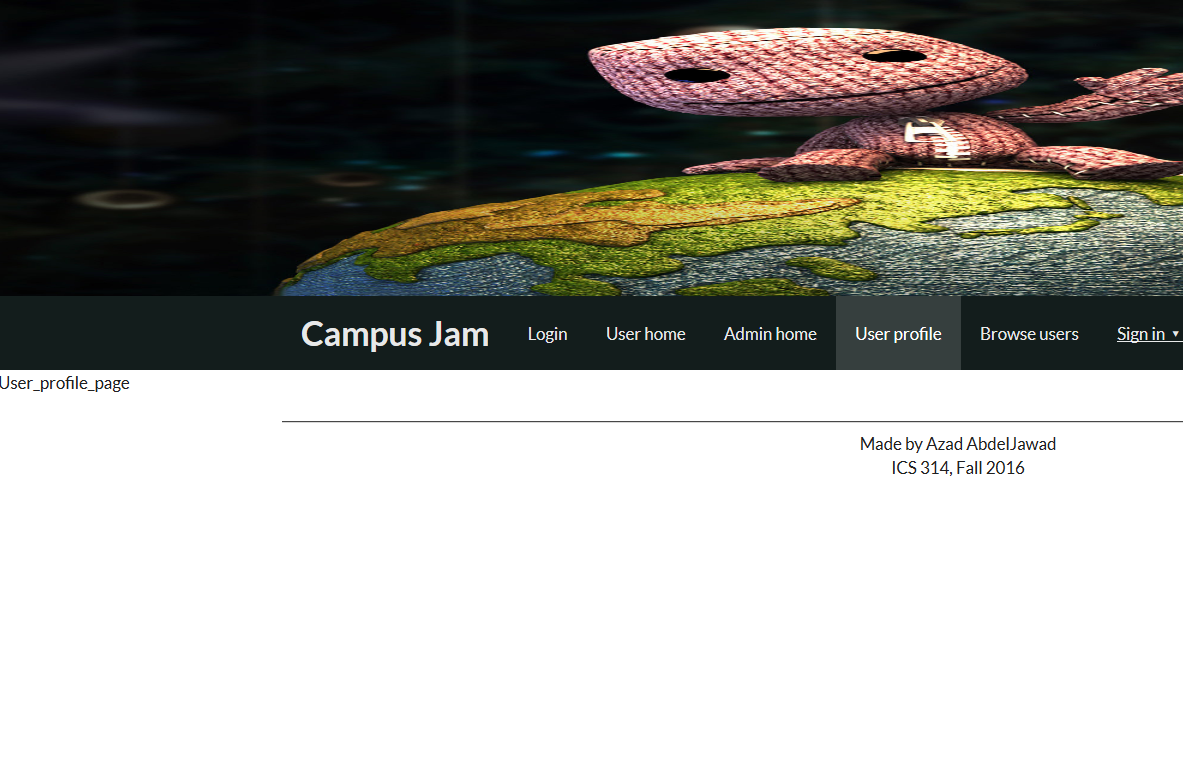 Campus Jam Login User home Admin home User profile Browse users Sign in ▼
User_profile_page
Made by Azad AbdelJawad
ICS 314, Fall 2016